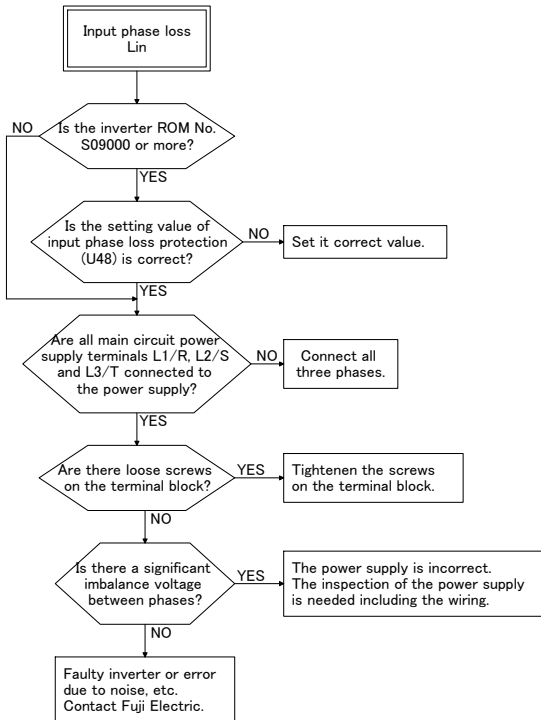 Input phase loss
Lin
Is the inverter ROM No.
S09000 or more?
NO
YES
Is the setting value of
input phase loss protection
(U48) is correct?
NO
Set it correct value.
YES
Are all main circuit power
supply terminals L1/R, L2/S
and L3/T connected to
the power supply?
NO
Connect all
three phases.
YES
Are there loose screws
on the terminal block?
YES
Tightenen the screws
on the terminal block.
NO
Is there a significant
imbalance voltage
between phases?
YES
The power supply is incorrect.
The inspection of the power supply
is needed including the wiring.
NO
Faulty inverter or error
due to noise, etc.
Contact Fuji Electric.